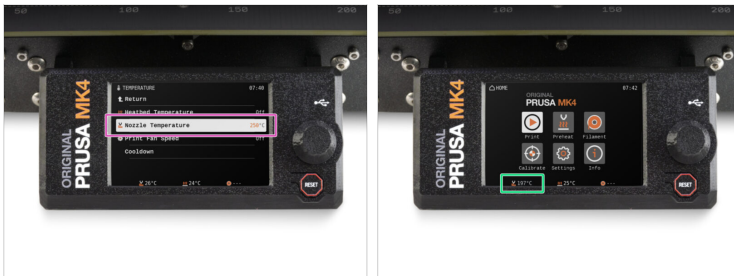 50 100 150 200
ORIGINAL
PRUSA MK4
TEMPERATURE 07:40
Return
Heatbed Temperature Off
Nozzle Temperature 250°C
Print Fan Speed Off
Cooldown
26°C 24°C ---
RESET
50 100 150 200
ORIGINAL
PRUSA MK4
HOME 07:42
ORIGINAL
PRUSA MK4
Print Preheat Filament
Calibrate Settings Info
197°C 25°C ---
RESET